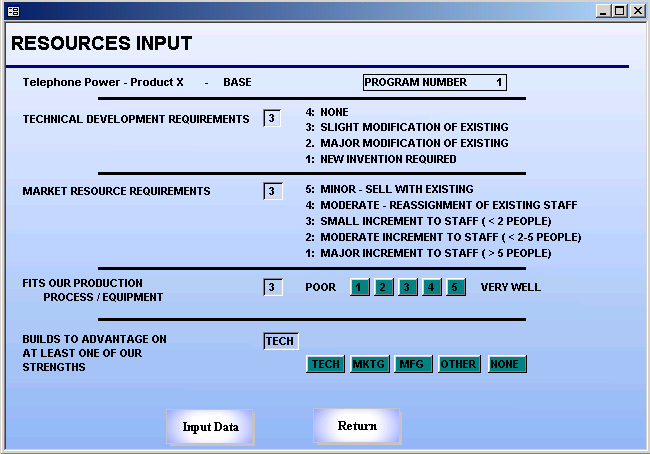 RESOURCES INPUT
Telephone Power - Product X - BASE PROGRAM NUMBER 1
TECHNICAL DEVELOPMENT REQUIREMENTS 3
4: NONE
3: SLIGHT MODIFICATION OF EXISTING
2. MAJOR MODIFICATION OF EXISTING
1: NEW INVENTION REQUIRED
MARKET RESOURCE REQUIREMENTS 3
5: MINOR - SELL WITH EXISTING
4: MODERATE - REASSIGNMENT OF EXISTING STAFF
3: SMALL INCREMENT TO STAFF ( < 2 PEOPLE)
2: MODERATE INCREMENT TO STAFF ( < 2-5 PEOPLE)
1: MAJOR INCREMENT TO STAFF ( > 5 PEOPLE)
FITS OUR PRODUCTION
PROCESS / EQUIPMENT
3 POOR 1 2 3 4 5 VERY WELL
BUILDS TO ADVANTAGE ON
AT LEAST ONE OF OUR
STRENGTHS
TECH
TECH MKTG MFG OTHER NONE
Input Data Return